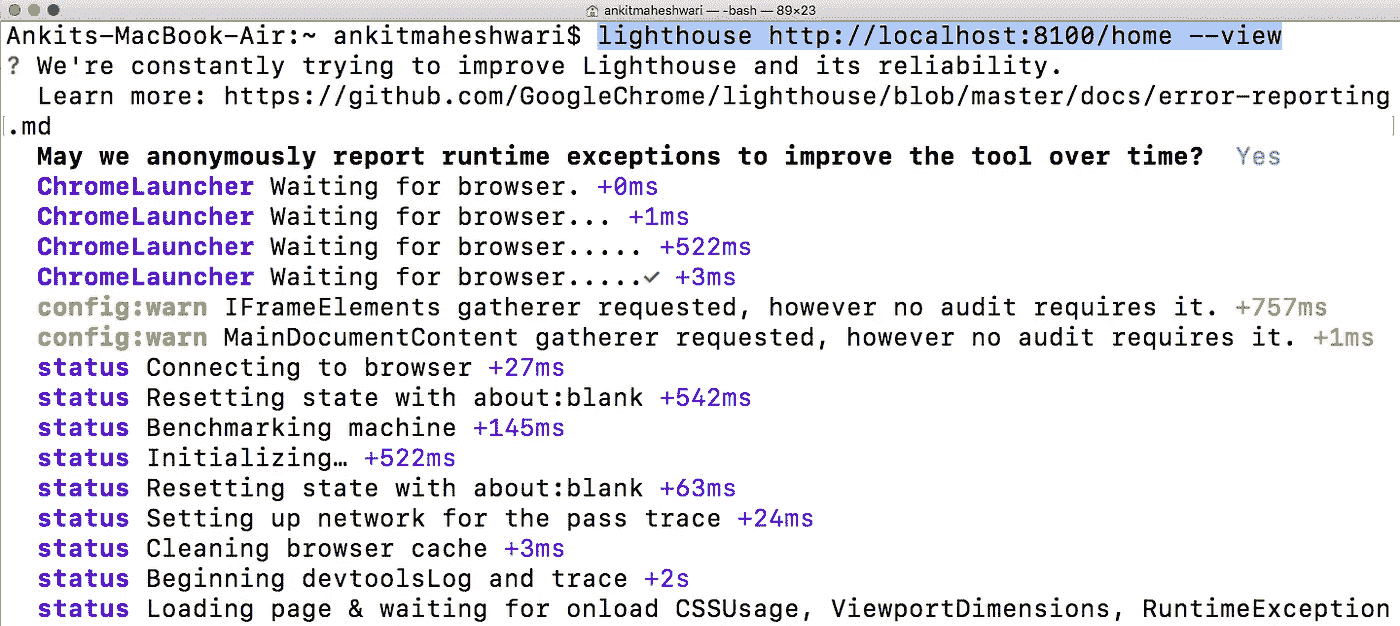 ankitmaheshwari — -bash — 89×23
Ankits-MacBook-Air:~ ankitmaheshwari$ lighthouse http://localhost:8100/home --view
? We're constantly trying to improve Lighthouse and its reliability.
  Learn more: https://github.com/GoogleChrome/lighthouse/blob/master/docs/error-reporting
.md
  May we anonymously report runtime exceptions to improve the tool over time?  Yes
  ChromeLauncher Waiting for browser. +0ms
  ChromeLauncher Waiting for browser... +1ms
  ChromeLauncher Waiting for browser..... +522ms
  ChromeLauncher Waiting for browser.....✓ +3ms
  config:warn IFrameElements gatherer requested, however no audit requires it. +757ms
  config:warn MainDocumentContent gatherer requested, however no audit requires it. +1ms
  status Connecting to browser +27ms
  status Resetting state with about:blank +542ms
  status Benchmarking machine +145ms
  status Initializing… +522ms
  status Resetting state with about:blank +63ms
  status Setting up network for the pass trace +24ms
  status Cleaning browser cache +3ms
  status Beginning devtoolsLog and trace +2s
  status Loading page & waiting for onload CSSUsage, ViewportDimensions, RuntimeException